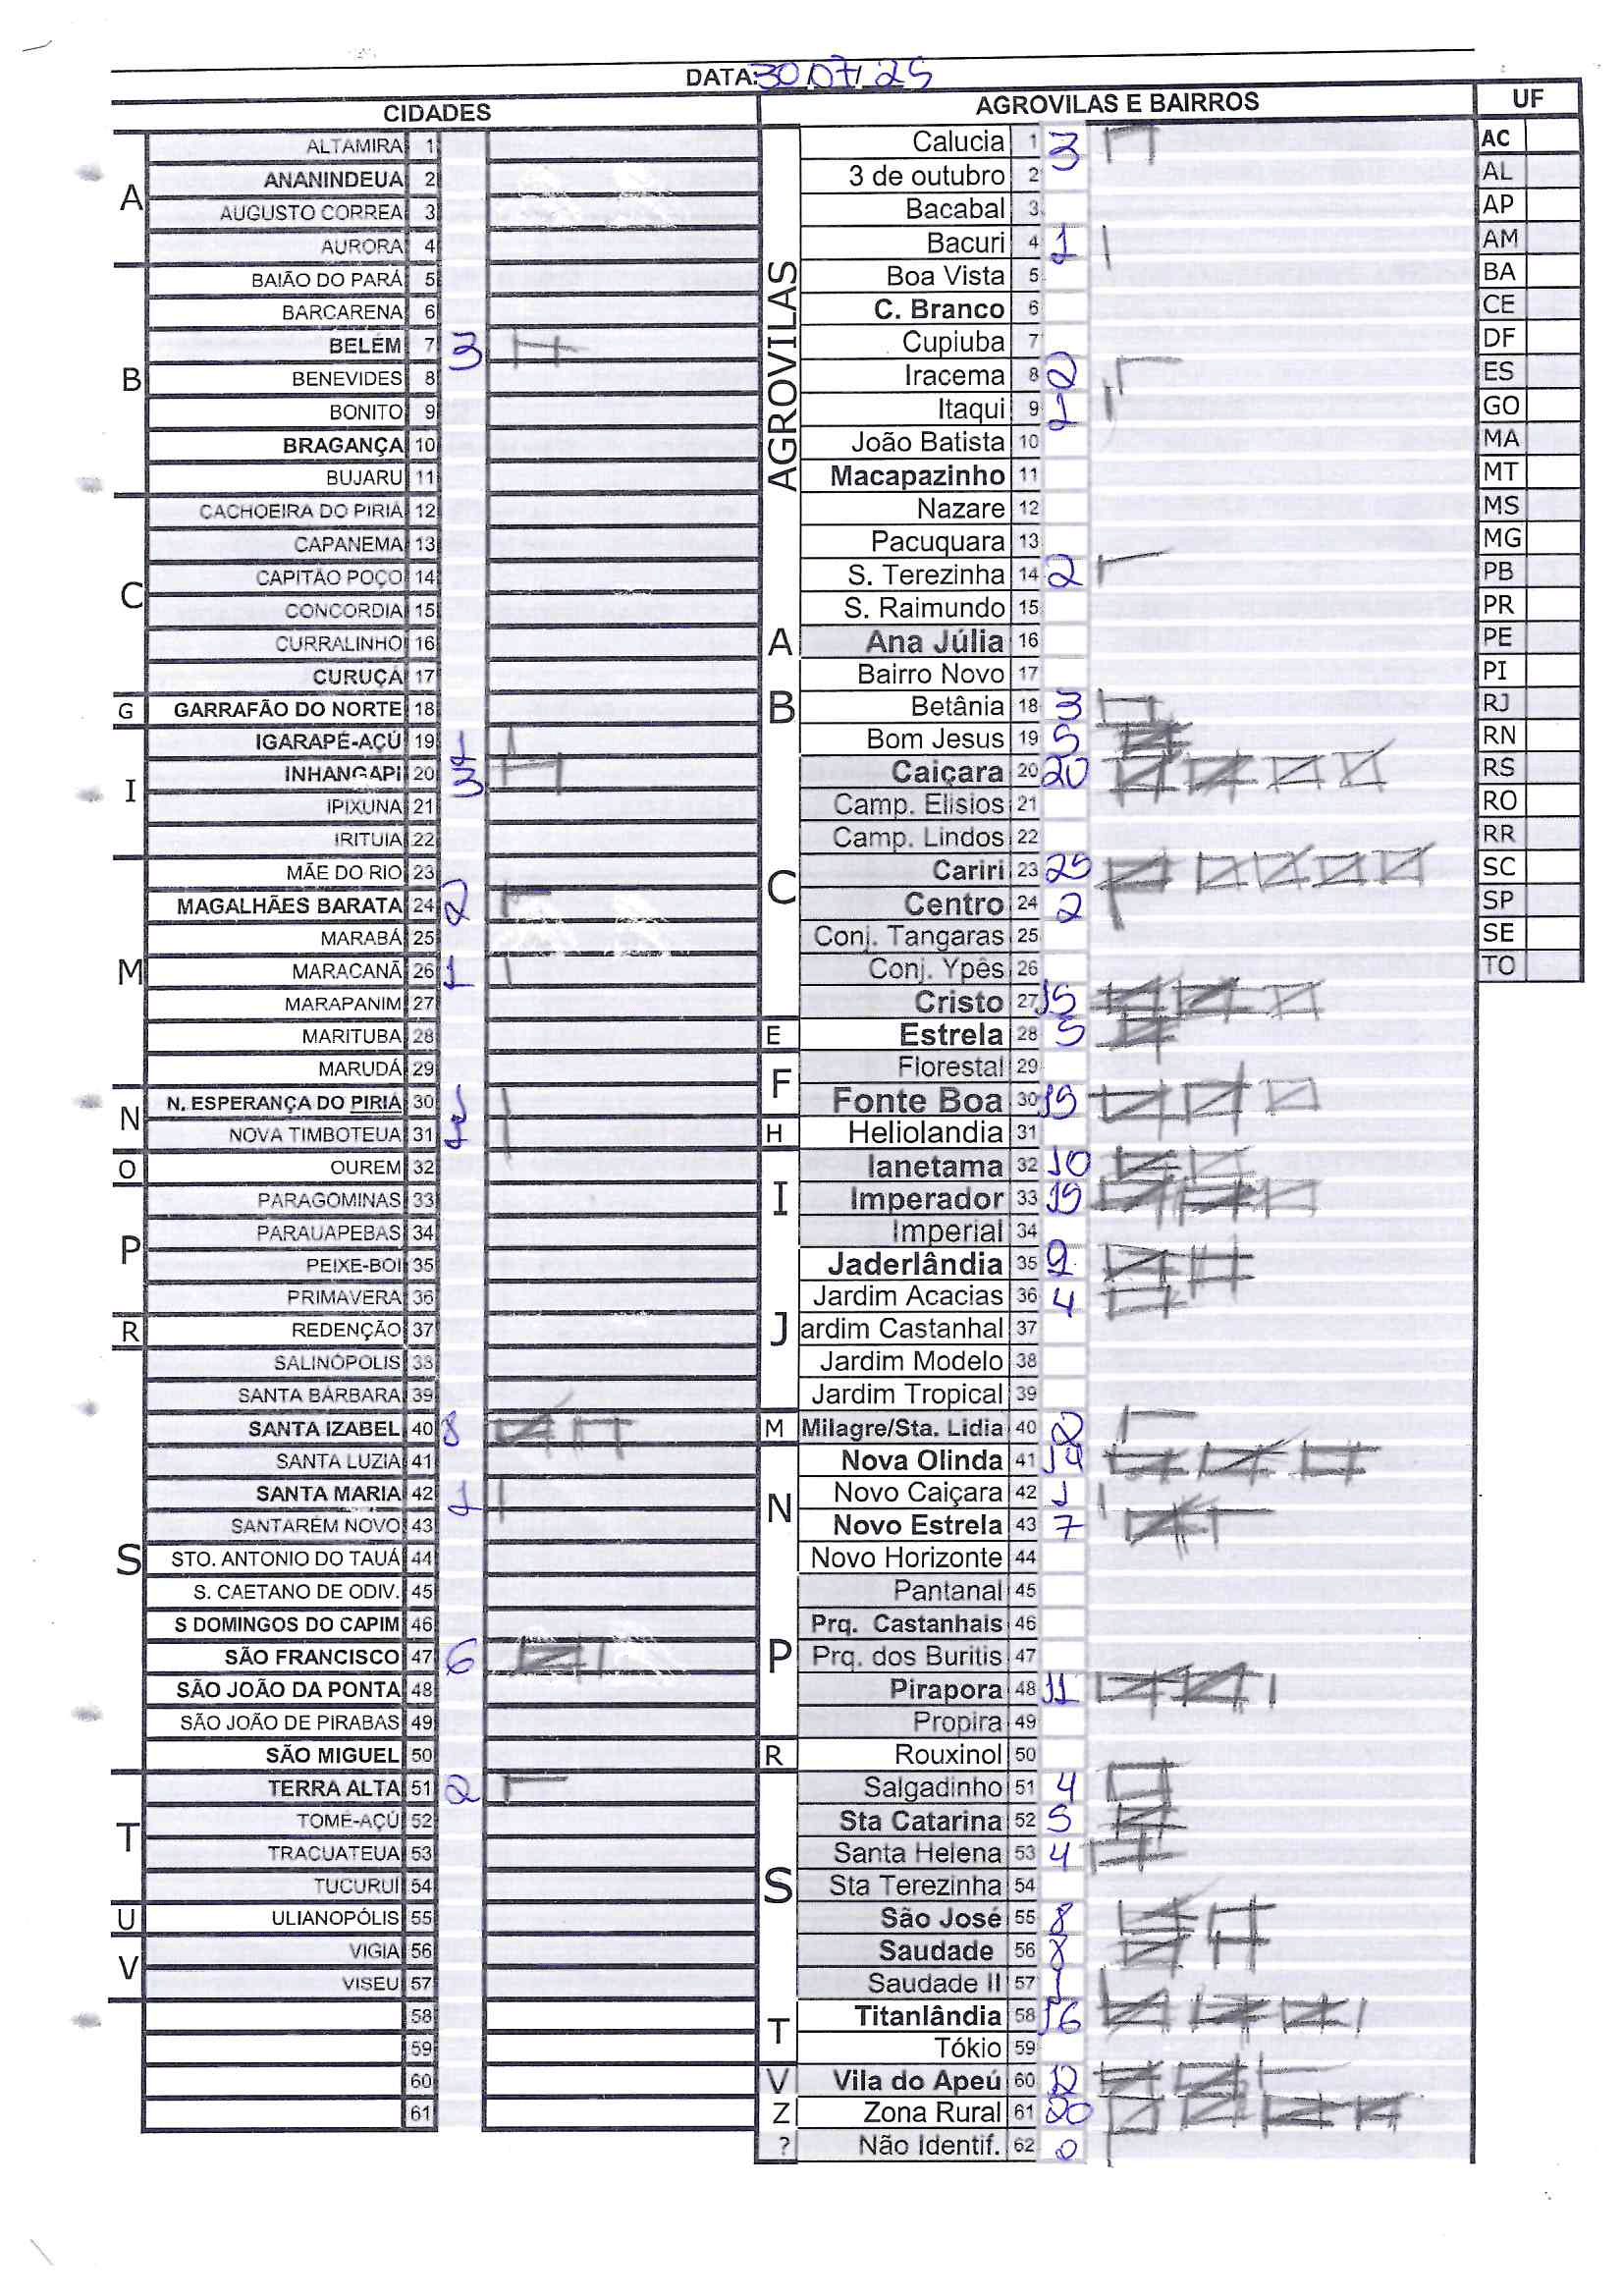 DATA: 30 07 25
CIDADES
AGROVILAS E BAIRROS
UF
A
ALTAMIRA 1
ANANINDEUA 2
AUGUSTO CORREA 3
AURORA 4
B
BAIÃO DO PARÁ 5
BARCARENA 6
BELÉM 7 3
BENEVIDES 8
BONITO 9
BRAGANÇA 10
BUJARU 11
C
CACHOEIRA DO PIRIÁ 12
CAPANEMA 13
CAPITÃO POÇO 14
CONCORDIA 15
CURRALINHO 16
CURUÇÁ 17
G
GARRAFÃO DO NORTE 18
I
IGARAPÉ-AÇÚ 19 1
INHANGAPI 20 3
IPIXUNA 21
IRITUIA 22
M
MÃE DO RIO 23
MAGALHÃES BARATA 24 2
MARABÁ 25
MARACANÃ 26 1
MARAPANIM 27
MARITUBA 28
MARUDÁ 29
N
N. ESPERANÇA DO PIRIÁ 30 1
NOVA TIMBOTEUA 31 1
O
OUREM 32
P
PARAGOMINAS 33
PARAUAPEBAS 34
PEIXE-BOI 35
PRIMAVERA 36
R
REDENÇÃO 37
S
SALINÓPOLIS 38
SANTA BÁRBARA 39
SANTA IZABEL 40 8
SANTA LUZIA 41
SANTA MARIA 42 1
SANTARÉM NOVO 43
STO. ANTONIO DO TAUÁ 44
S. CAETANO DE ODIV. 45
S DOMINGOS DO CAPIM 46
SÃO FRANCISCO 47 6
SÃO JOÃO DA PONTA 48
SÃO JOÃO DE PIRABAS 49
SÃO MIGUEL 50
T
TERRA ALTA 51 2
TOME-AÇÚ 52
TRACUATEUA 53
TUCURUI 54
U
ULIANOPÓLIS 55
V
VIGIA 56
VISEU 57
58
59
60
61
AGROVILAS
Calucia 1 3
3 de outubro 2
Bacabal 3
Bacuri 4 1
Boa Vista 5
C. Branco 6
Cupiuba 7
Iracema 8 2
Itaqui 9 1
João Batista 10
Macapazinho 11
Nazare 12
Pacuquara 13
S. Terezinha 14 2
S. Raimundo 15
A
Ana Júlia 16
Bairro Novo 17
B
Betânia 18 3
Bom Jesus 19 5
C
Caiçara 20 20
Camp. Elisios 21
Camp. Lindos 22
Cariri 23 25
Centro 24 2
Conj. Tangaras 25
Conj. Ypês 26
Cristo 27 15
E
Estrela 28 5
F
Florestal 29
Fonte Boa 30 15
H
Heliolandia 31
I
Ianetama 32 10
Imperador 33 15
Imperial 34
J
Jaderlândia 35 9
Jardim Acacias 36 4
ardim Castanhal 37
Jardim Modelo 38
Jardim Tropical 39
M
Milagre/Sta. Lidia 40 2
N
Nova Olinda 41 14
Novo Caiçara 42 1
Novo Estrela 43 7
Novo Horizonte 44
P
Pantanal 45
Prq. Castanhais 46
Prq. dos Buritis 47
Pirapora 48 11
Propira 49
R
Rouxinol 50
S
Salgadinho 51 4
Sta Catarina 52 5
Santa Helena 53 4
Sta Terezinha 54
São José 55 8
Saudade 56 8
Saudade II 57 1
T
Titanlândia 58 16
Tókio 59
V
Vila do Apeú 60 12
Z
Zona Rural 61 20
?
Não Identif. 62 0
AC
AL
AP
AM
BA
CE
DF
ES
GO
MA
MT
MS
MG
PB
PR
PE
PI
RJ
RN
RS
RO
RR
SC
SP
SE
TO